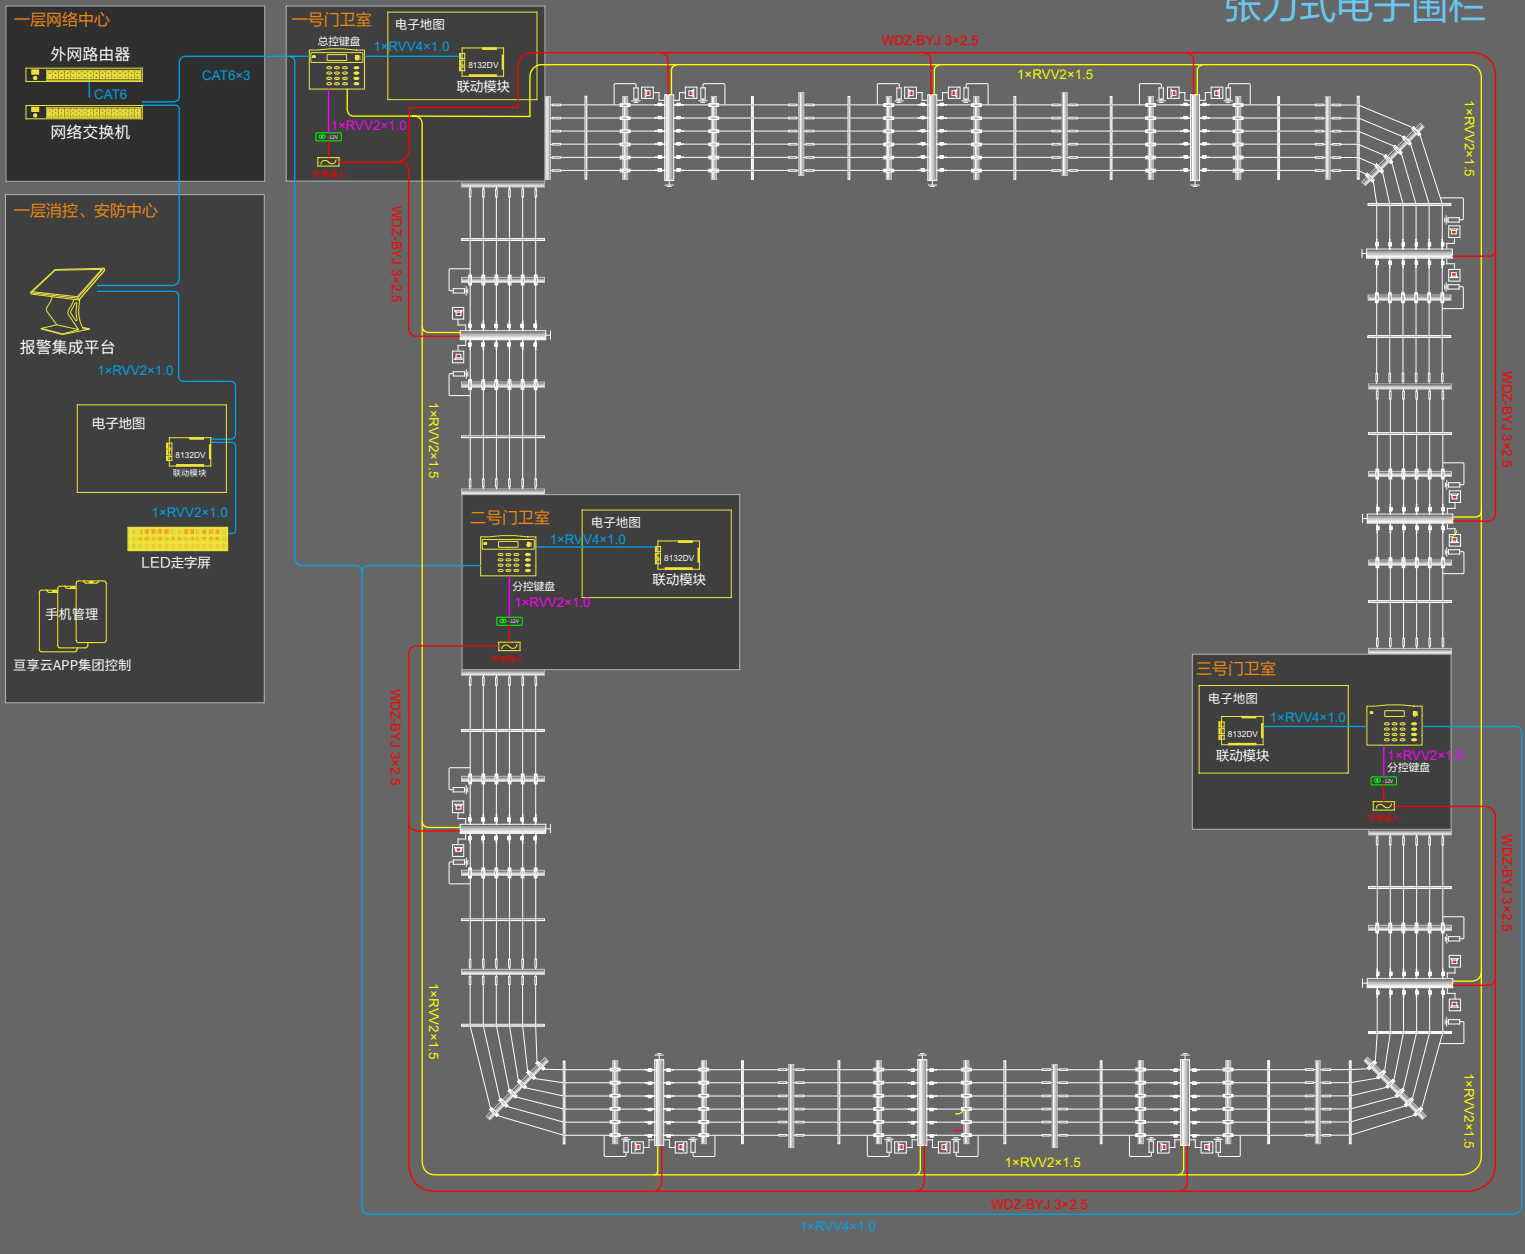 张力式电子围栏
一层网络中心
外网路由器
CAT6
网络交换机
CAT6×3
一号门卫室
总控键盘
1×RVV4×1.0
电子地图
8132DV
联动模块
1×RVV2×1.0
-12V
WDZ-BYJ 3×2.5
1×RVV2×1.5
1×RVV2×1.5
WDZ-BYJ 3×2.5
一层消控、安防中心
报警集成平台
1×RVV2×1.0
电子地图
8132DV
联动模块
1×RVV2×1.0
LED走字屏
手机管理
亘享云APP集团控制
1×RVV2×1.5
WDZ-BYJ 3×2.5
二号门卫室
电子地图
1×RVV4×1.0
8132DV
联动模块
分控键盘
1×RVV2×1.0
-12V
WDZ-BYJ 3×2.5
三号门卫室
电子地图
1×RVV4×1.0
8132DV
联动模块
1×RVV2×1.0
分控键盘
-12V
WDZ-BYJ 3×2.5
1×RVV2×1.5
1×RVV2×1.5
1×RVV2×1.5
WDZ-BYJ 3×2.5
1×RVV4×1.0